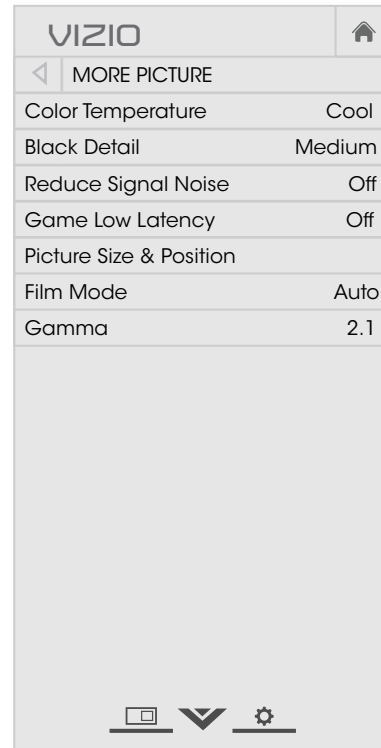 VIZIO
MORE PICTURE
Color Temperature Cool
Black Detail Medium
Reduce Signal Noise Off
Game Low Latency Off
Picture Size & Position
Film Mode Auto
Gamma 2.1